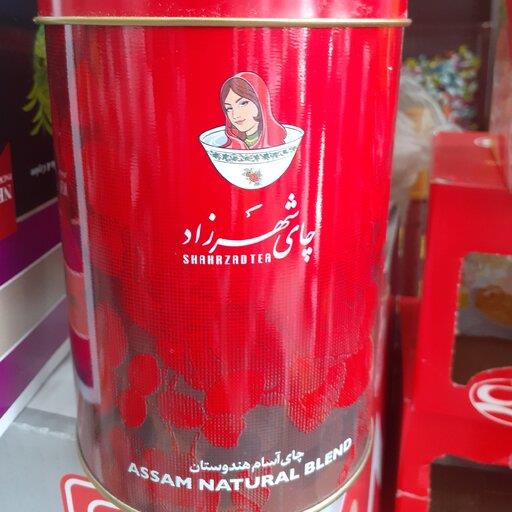 چای شهرزاد
SHAHRZAD TEA
چای آسام هندوستان
ASSAM NATURAL BLEND